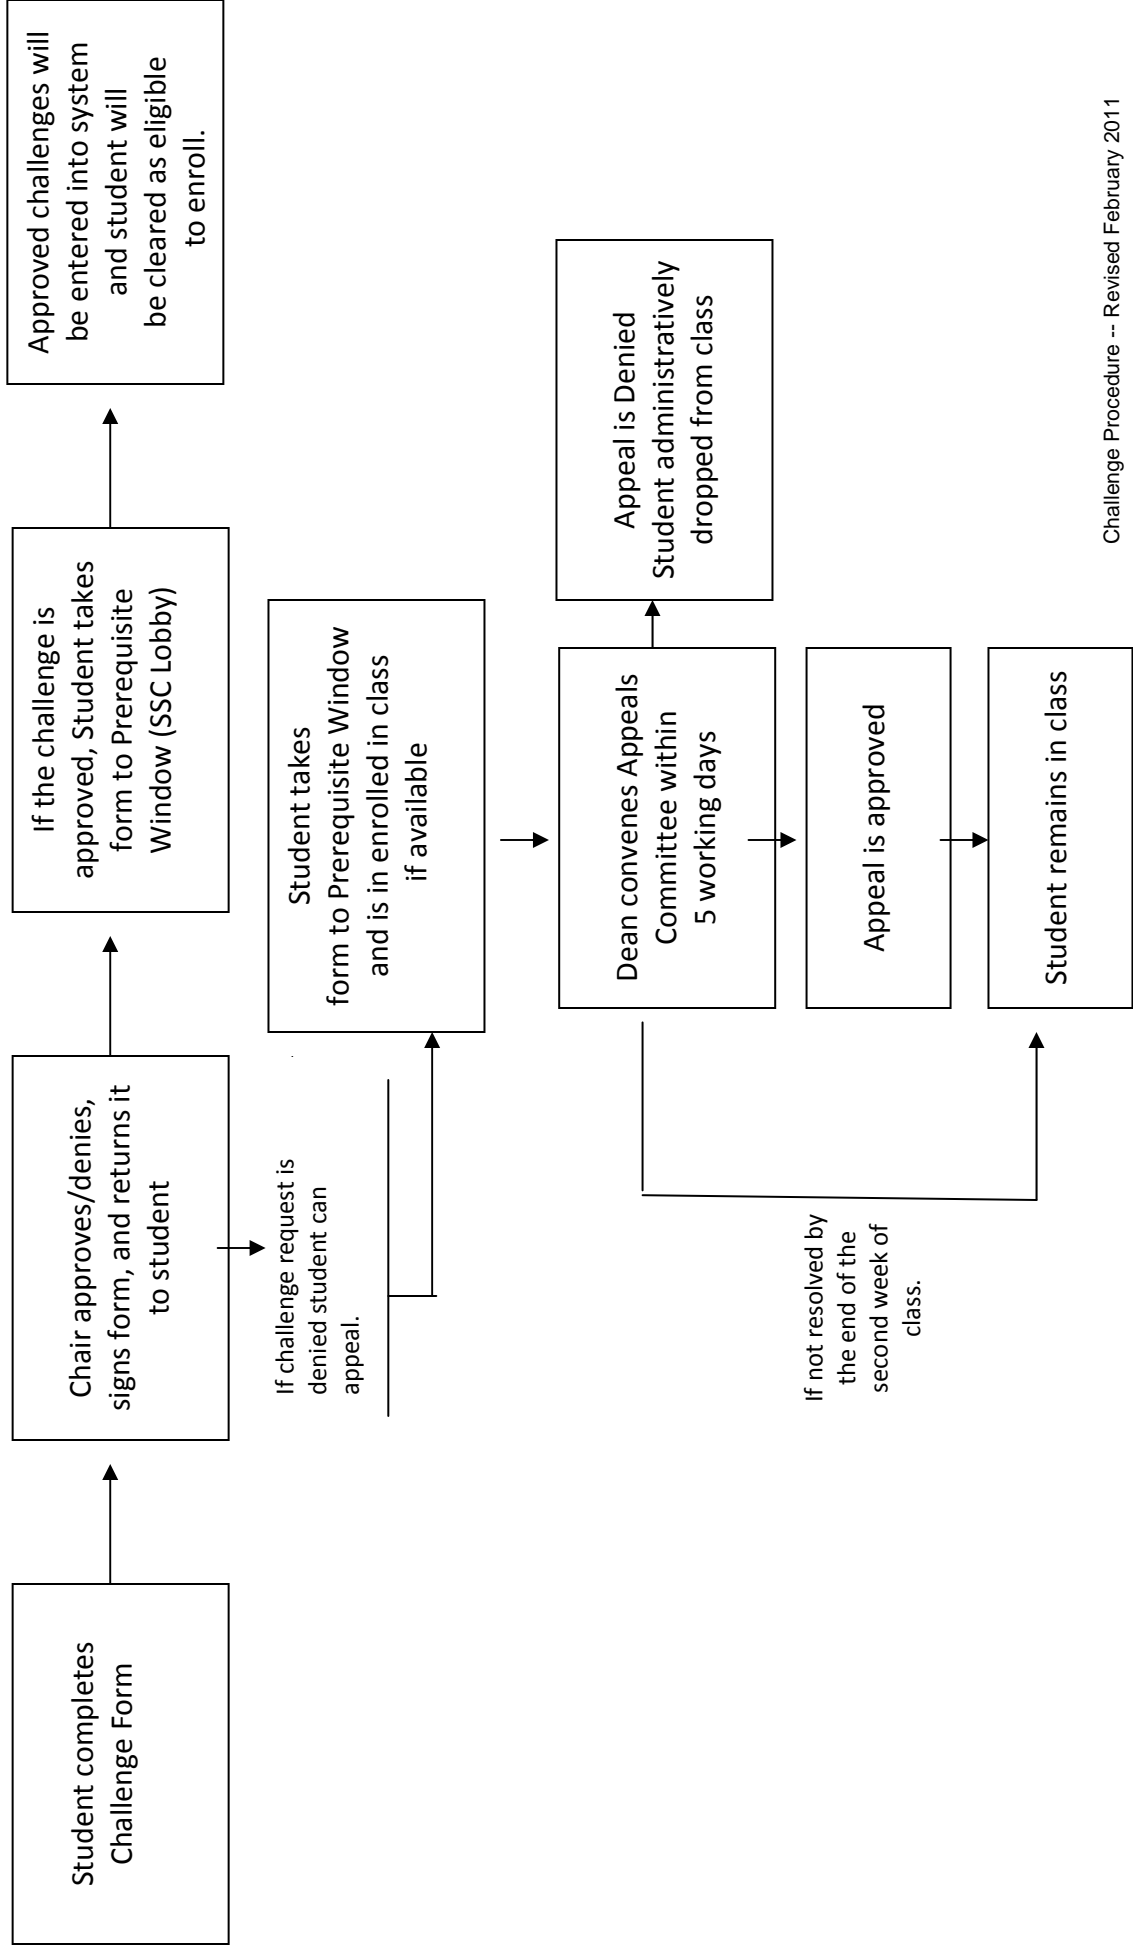 Student completes
Challenge Form
Chair approves/denies,
signs form, and returns it
to student
If the challenge is
approved, Student takes
form to Prerequisite
Window (SSC Lobby)
Approved challenges will
be entered into system
and student will
be cleared as eligible
to enroll.
If challenge request is
denied student can
appeal.
Student takes
form to Prerequisite Window
and is in enrolled in class
if available
Dean convenes Appeals
Committee within
5 working days
Appeal is Denied
Student administratively
dropped from class
If not resolved by
the end of the
second week of
class.
Appeal is approved
Student remains in class
Challenge Procedure -- Revised February 2011